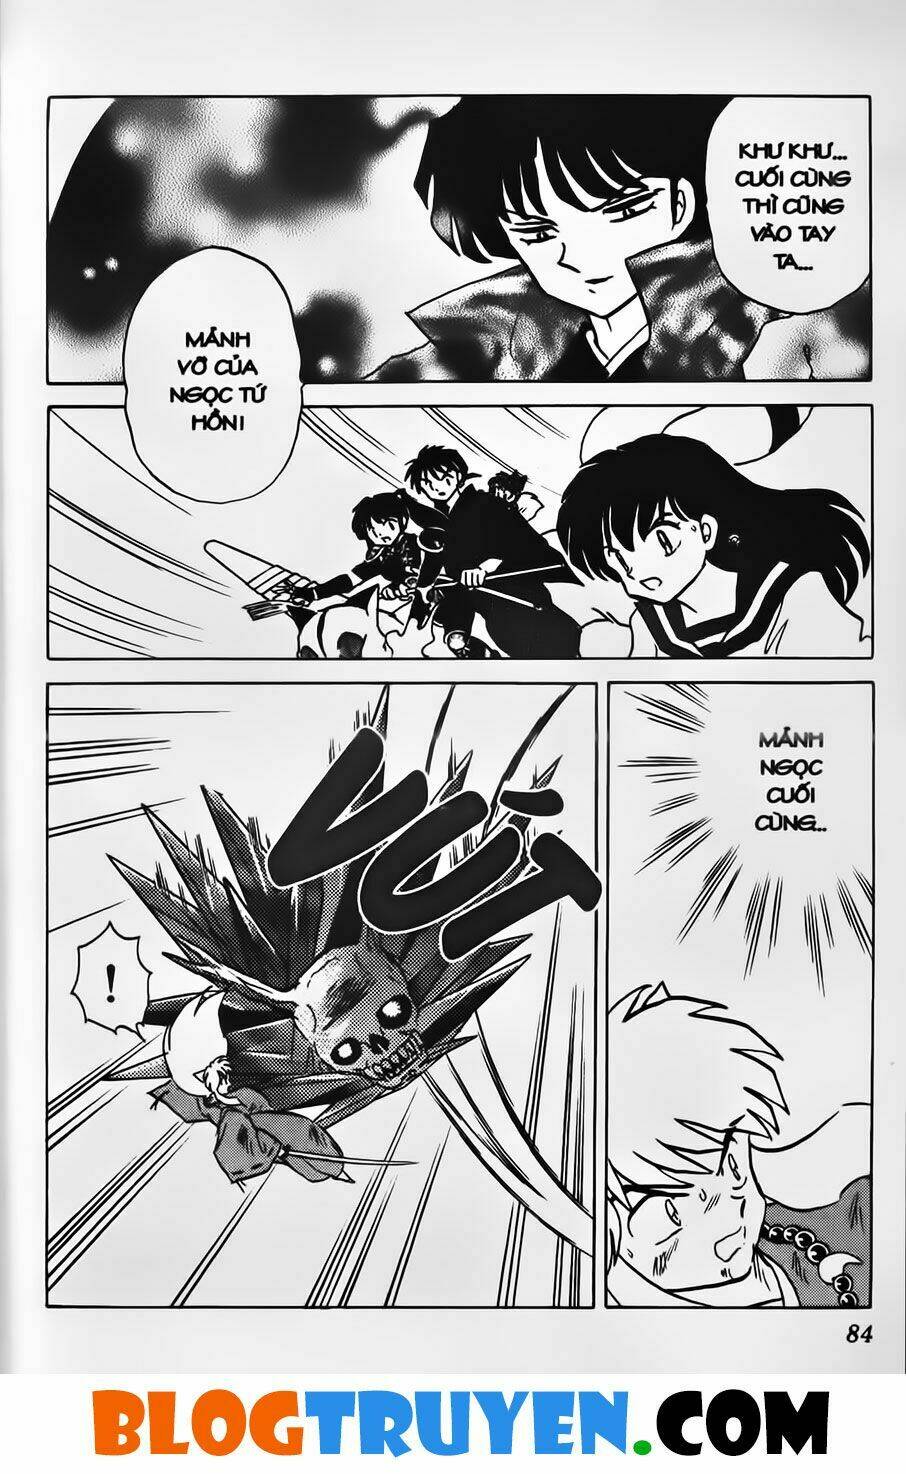 KHƯ KHƯ...
CUỐI CÙNG
THÌ CŨNG
VÀO TAY
TA...
MẢNH
VỠ CỦA
NGỌC TỨ
HỒN!
MẢNH
NGỌC
CUỐI
CÙNG...
VÚT
!
84
BLOGTRUYEN.COM